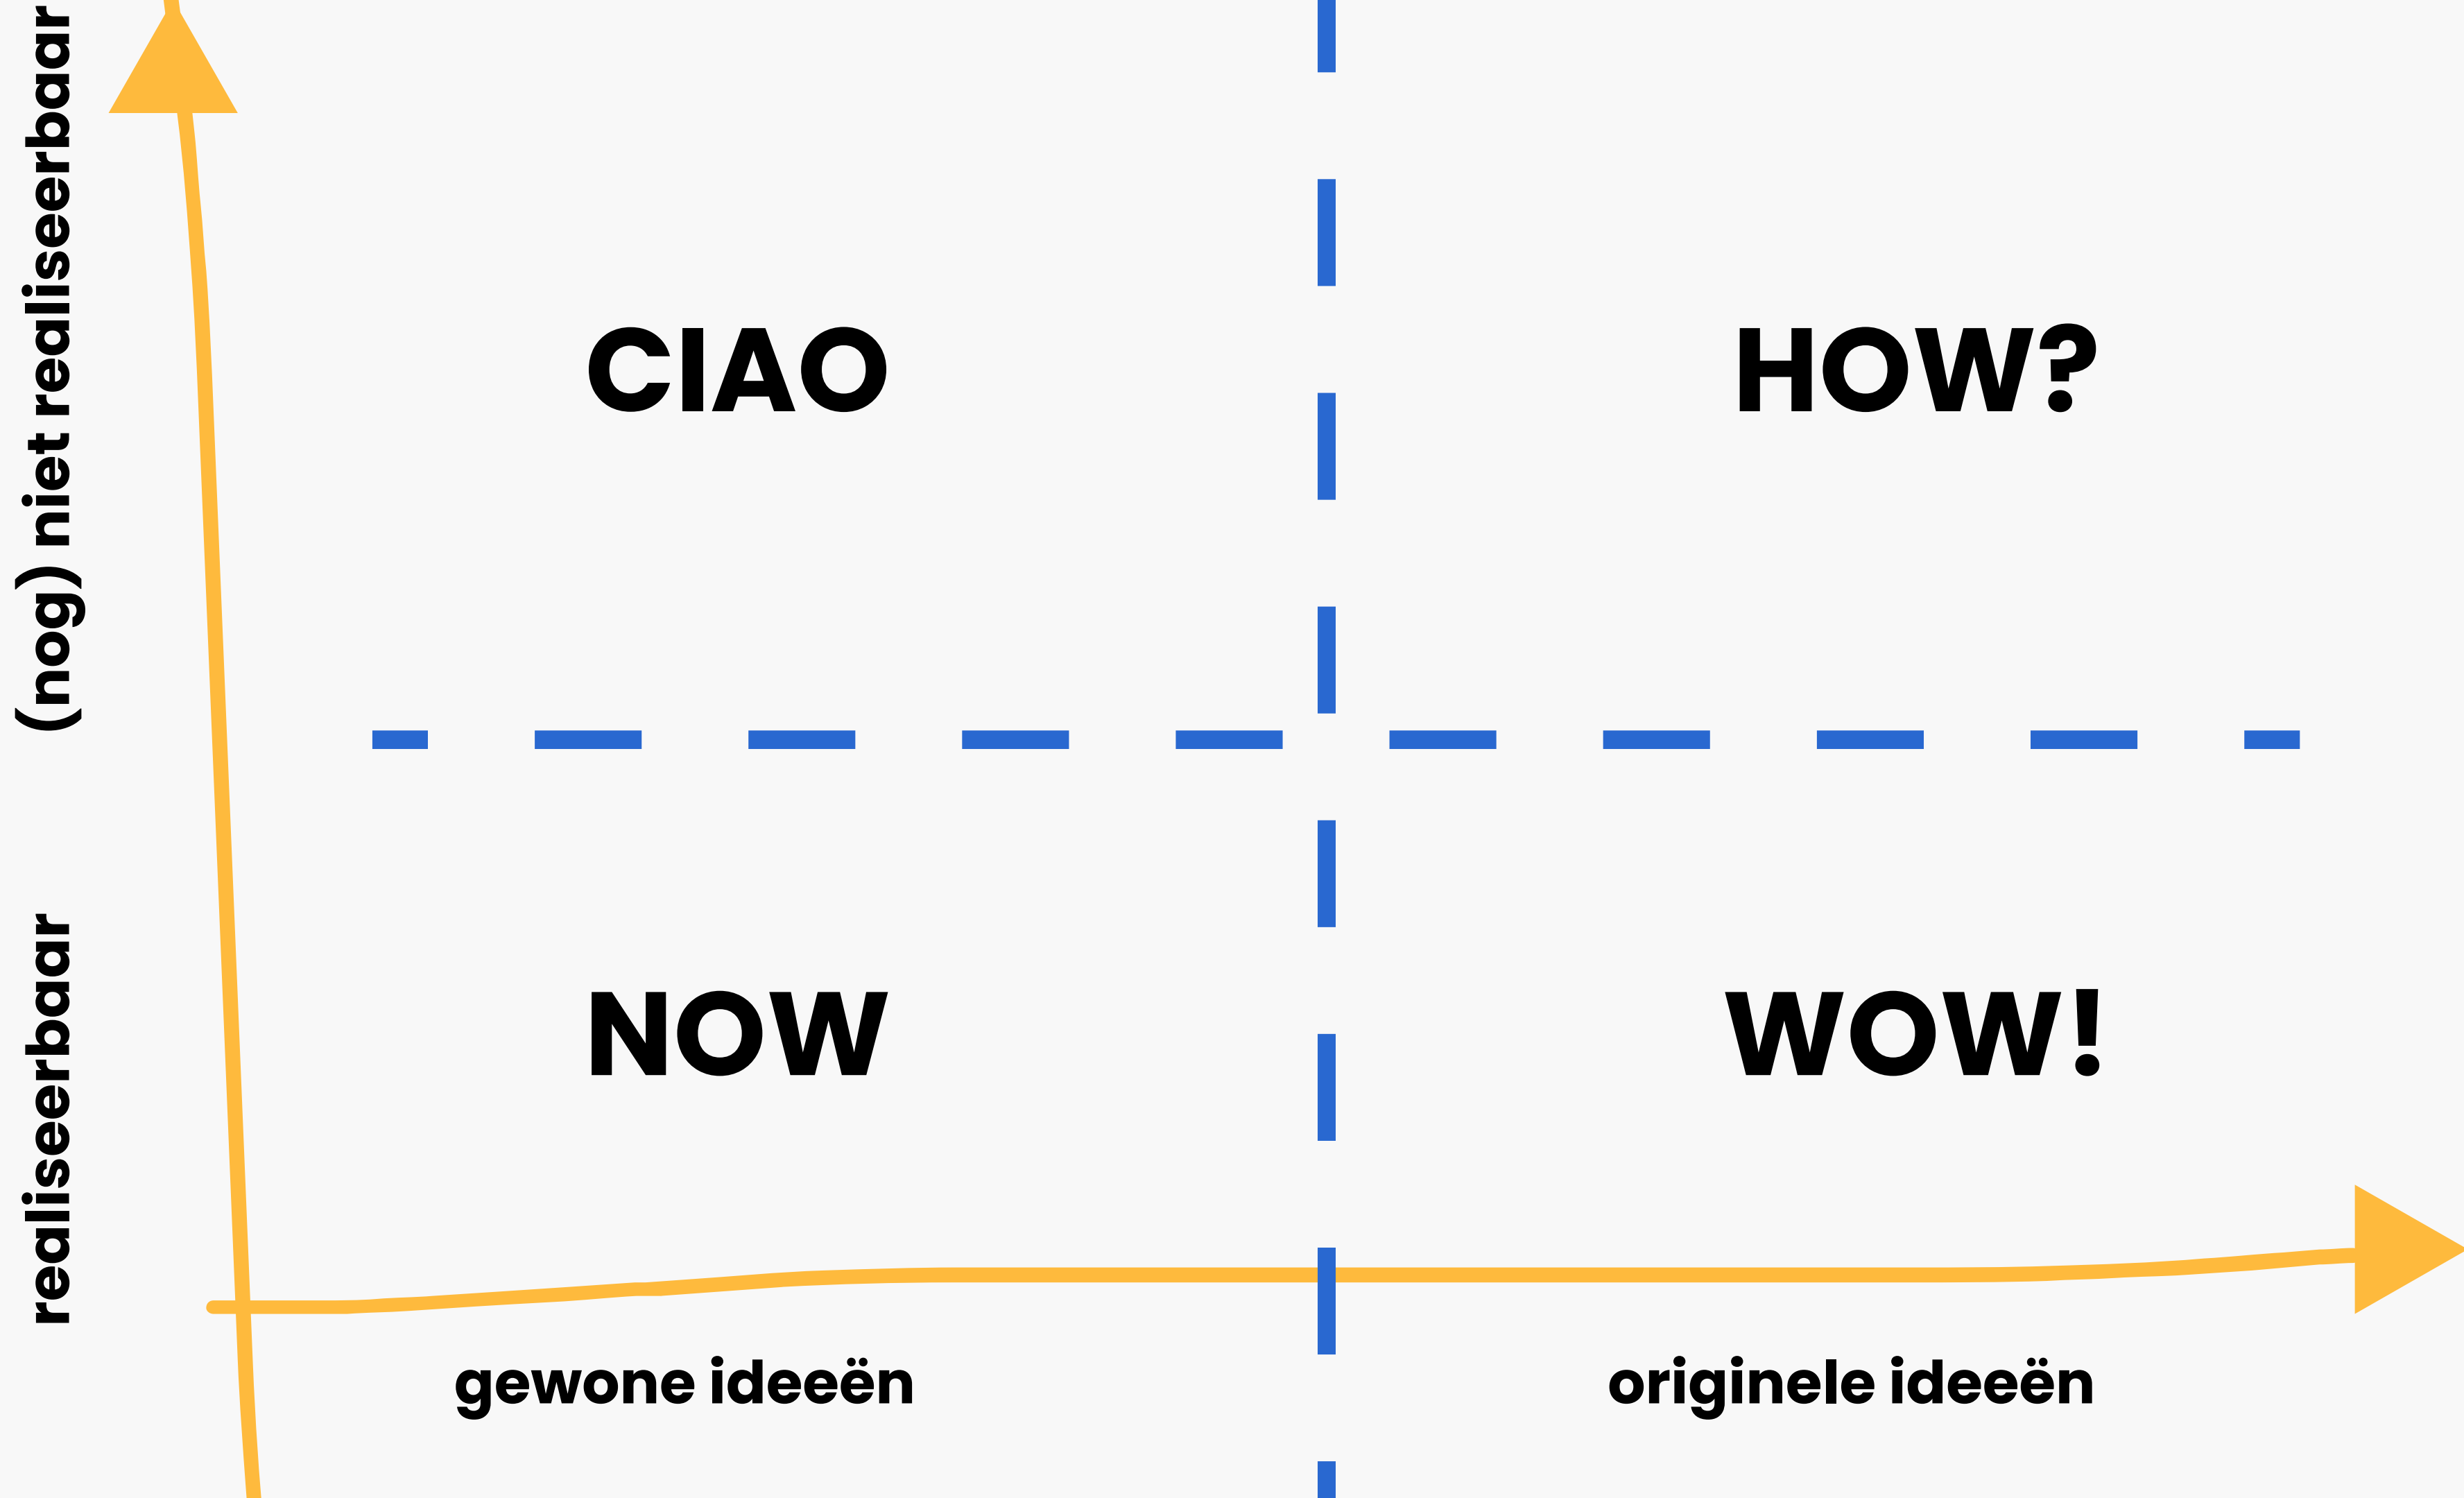 (nog) niet realiseerbaar
CIAO
HOW?
realiseerbaar
NOW
WOW!
gewone ideeën
originele ideeën